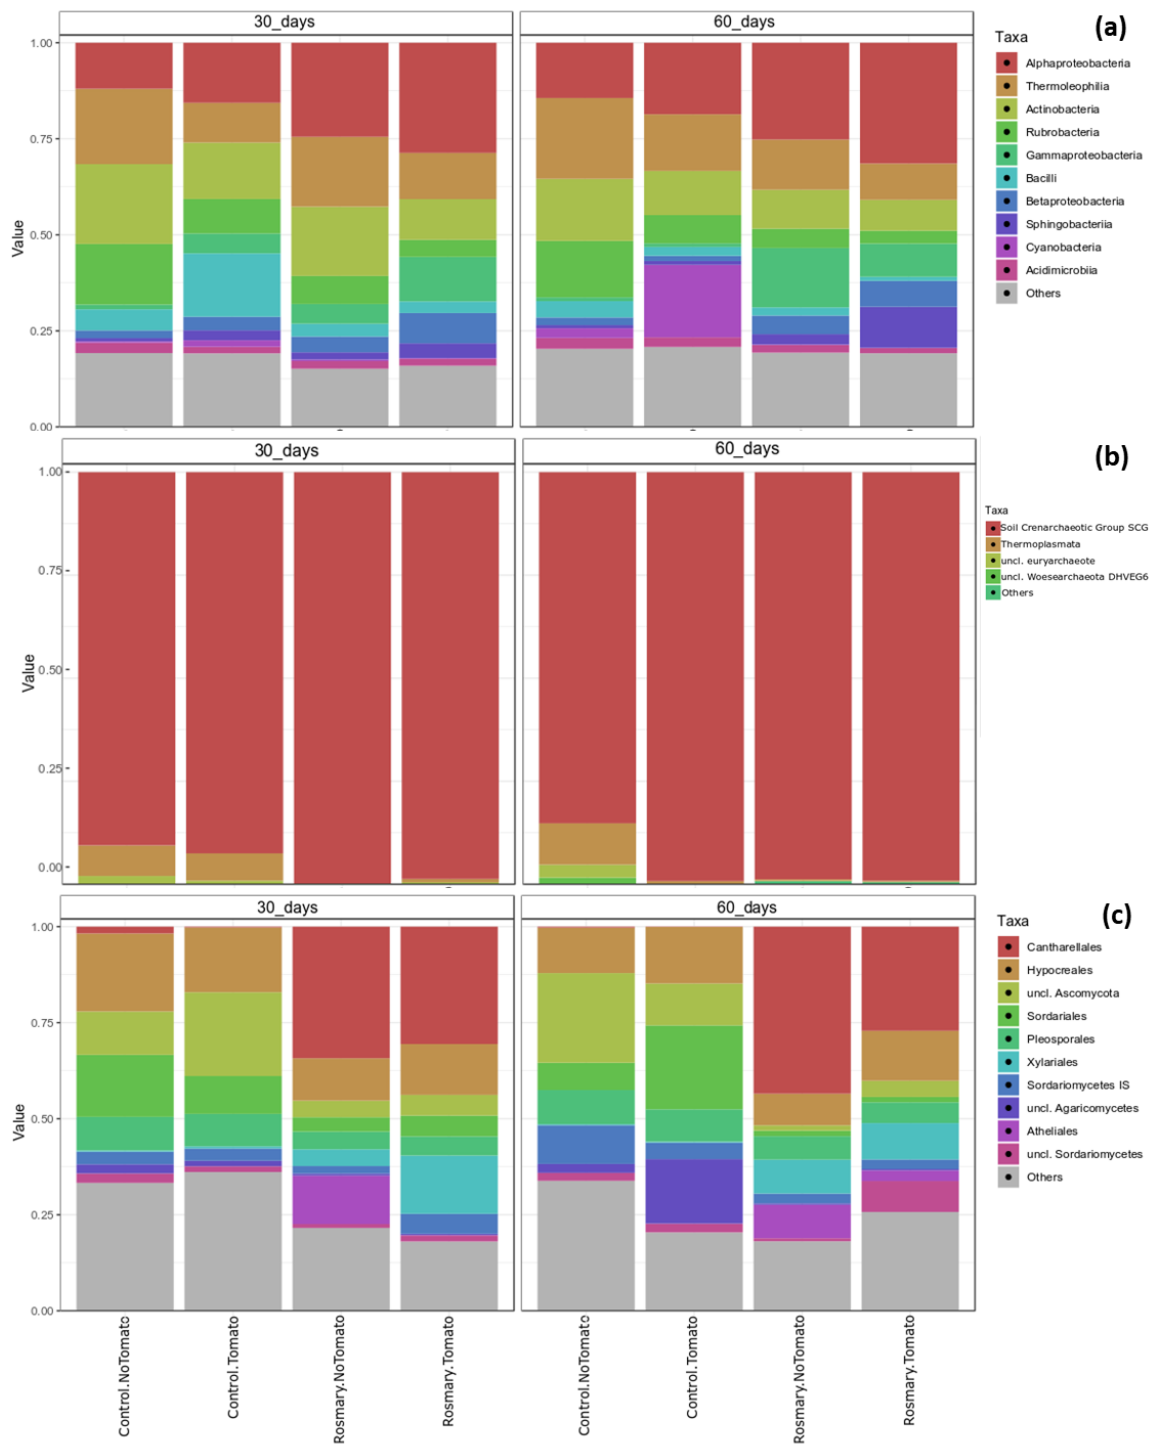 30_days
60_days
(a)
Value
1.00
0.75
0.50
0.25
0.00
Taxa
Alphaproteobacteria
Thermoleophilia
Actinobacteria
Rubrobacteria
Gammaproteobacteria
Bacilli
Betaproteobacteria
Sphingobacteriia
Cyanobacteria
Acidimicrobiia
Others
30_days
60_days
(b)
Value
1.00
0.75
0.50
0.25
0.00
Taxa
Soil Crenarchaeotic Group SCG
Thermoplasmata
uncl. euryarchaeote
uncl. Woesearchaeota DHVEG6
Others
30_days
60_days
(c)
Value
1.00
0.75
0.50
0.25
0.00
Taxa
Cantharellales
Hypocreales
uncl. Ascomycota
Sordariales
Pleosporales
Xylariales
Sordariomycetes IS
uncl. Agaricomycetes
Atheliales
uncl. Sordariomycetes
Others
Control.NoTomato
Control.Tomato
Rosmary.NoTomato
Rosmary.Tomato
Control.NoTomato
Control.Tomato
Rosmary.NoTomato
Rosmary.Tomato